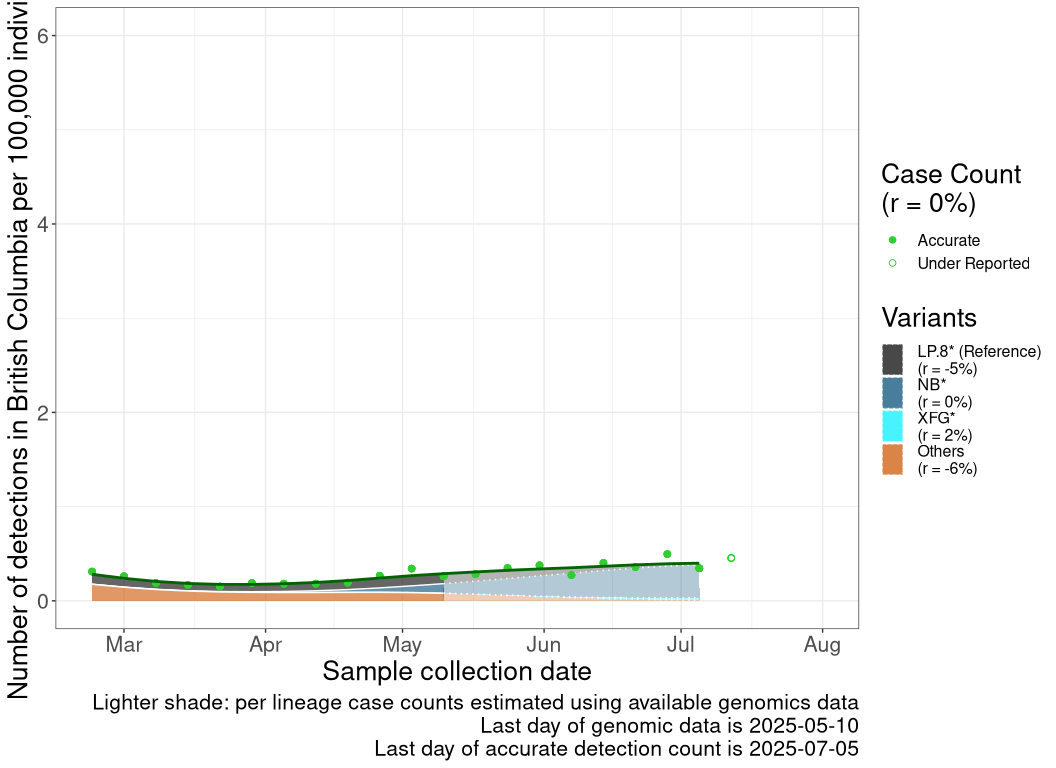 Number of detections in British Columbia per 100,000
6
4
2
0
Mar Apr May Jun Jul Aug
Sample collection date
Lighter shade: per lineage case counts estimated using available genomics data
Last day of genomic data is 2025-05-10
Last day of accurate detection count is 2025-07-05
Case Count
(r = 0%)
Accurate
Under Reported
Variants
LP.8* (Reference)
(r = -5%)
NB*
(r = 0%)
XFG*
(r = 2%)
Others
(r = -6%)